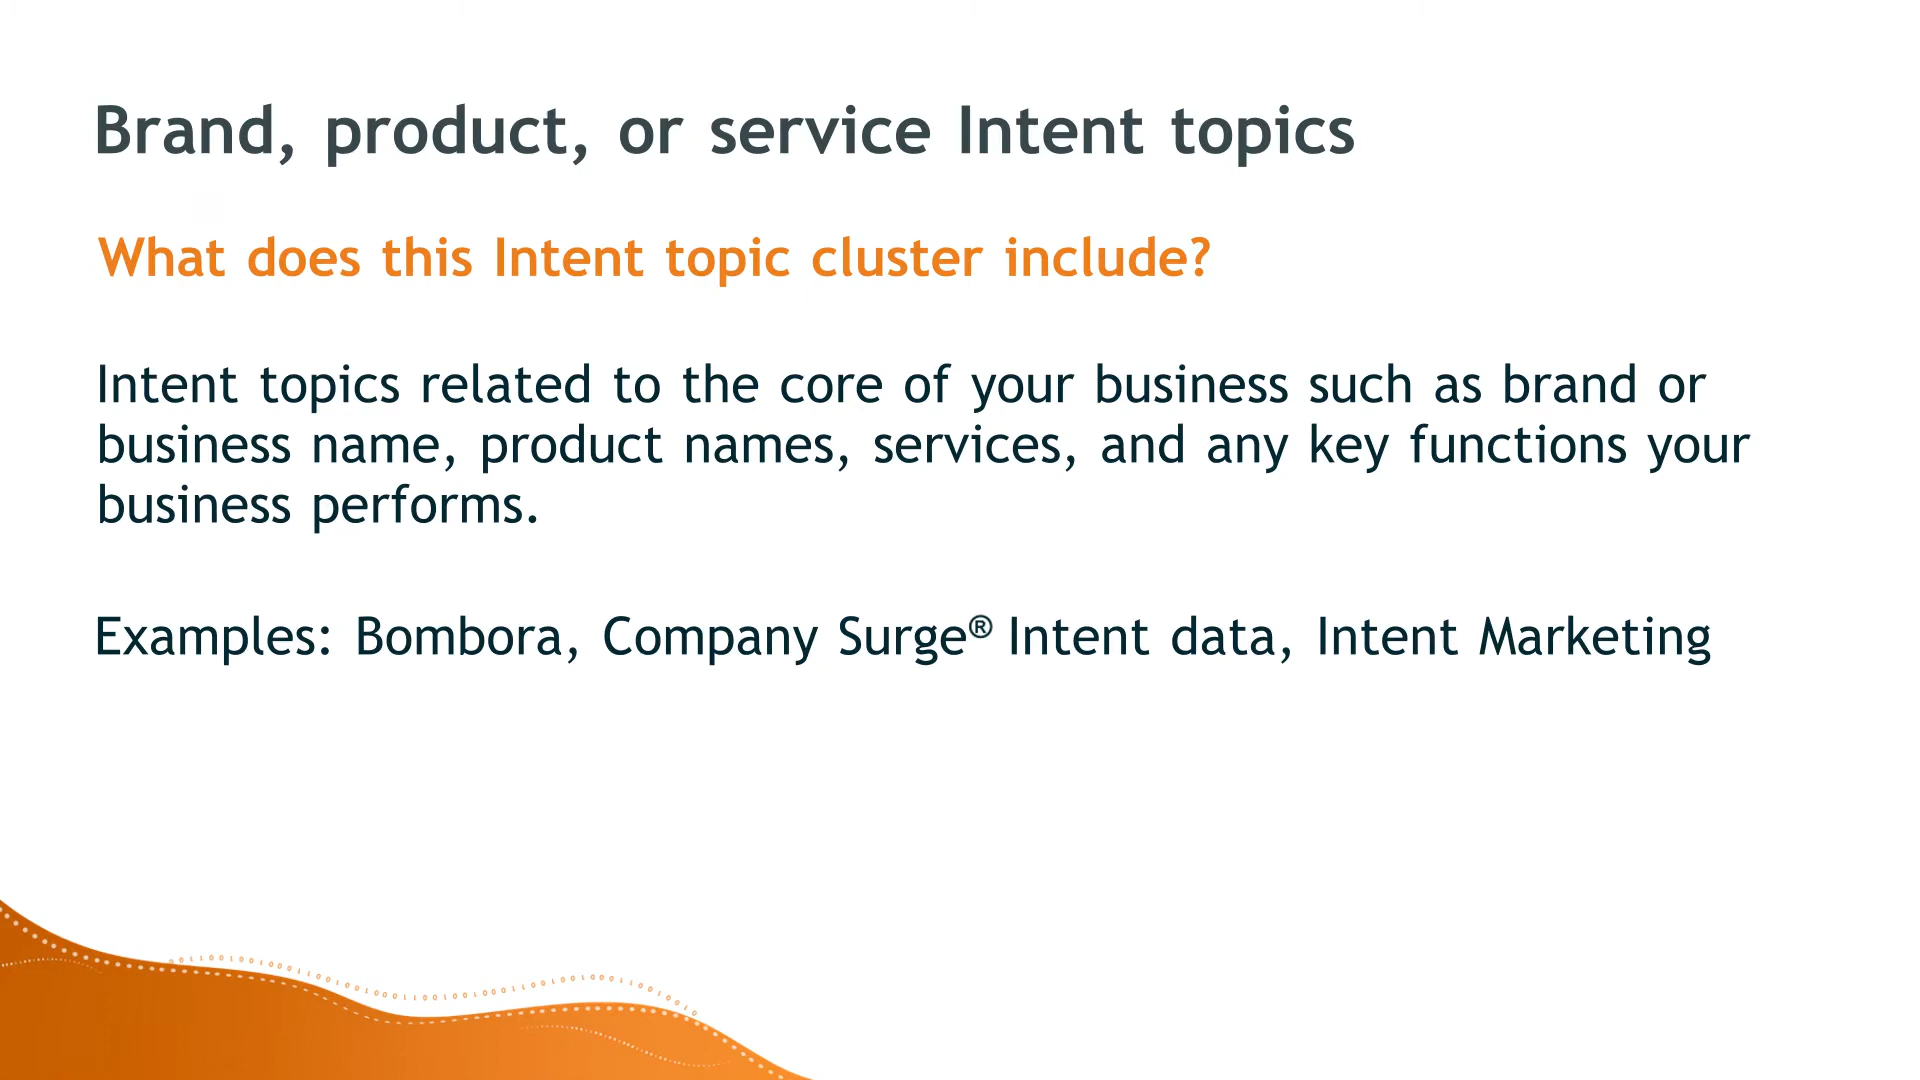 Brand, product, or service Intent topics
What does this Intent topic cluster include?
Intent topics related to the core of your business such as brand or
business name, product names, services, and any key functions your
business performs.
Examples: Bombora, Company Surge® Intent data, Intent Marketing